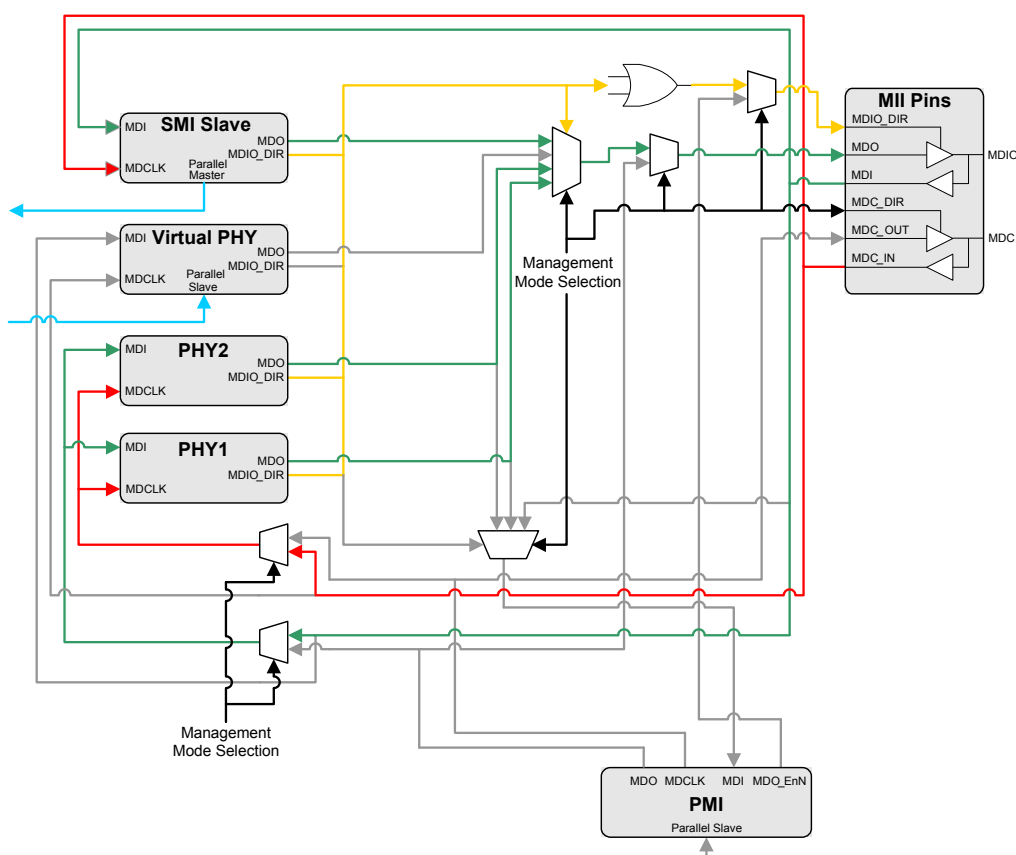 SMI Slave
MDI
MDO
MDIO_DIR
MDCLK
Parallel
Master
MII Pins
MDIO_DIR
MDO
MDIO
MDI
MDC_DIR
MDC_OUT
MDC
MDC_IN
Virtual PHY
MDI
MDO
MDIO_DIR
MDCLK
Parallel
Slave
Management
Mode Selection
PHY2
MDI
MDO
MDIO_DIR
MDCLK
PHY1
MDI
MDO
MDIO_DIR
MDCLK
Management
Mode Selection
MDO MDCLK MDI MDO_EnN
PMI
Parallel Slave